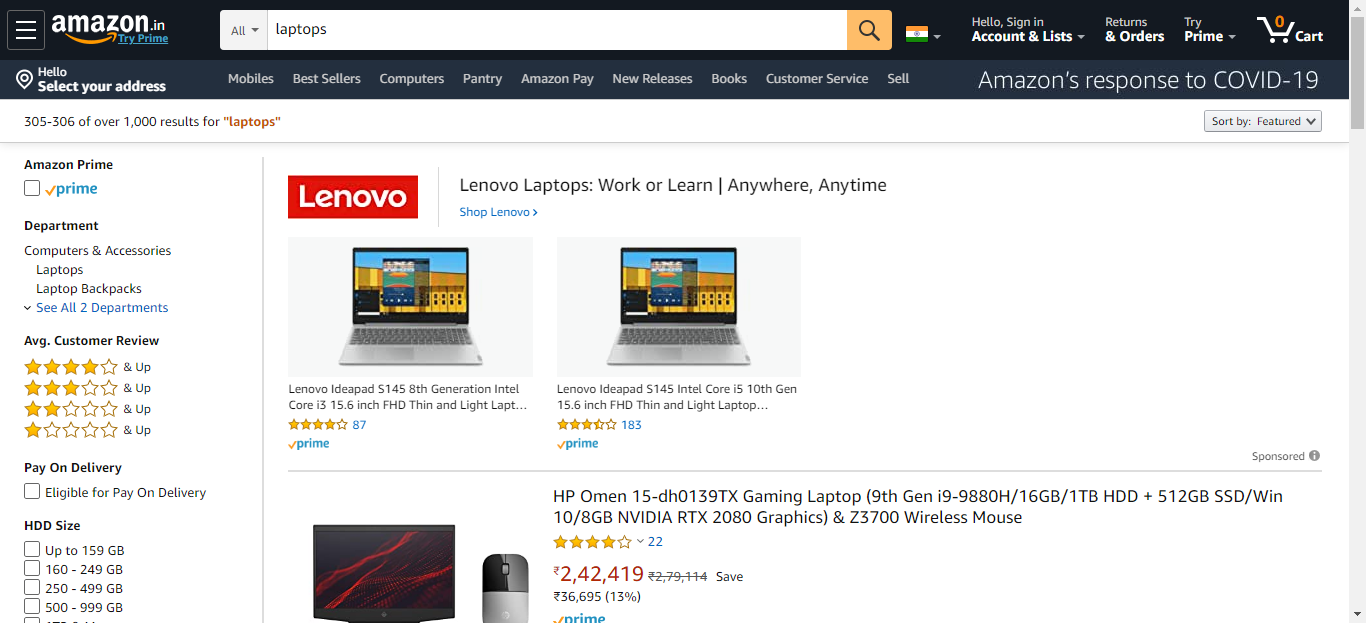 amazon.in
Try Prime
All
laptops
Hello, Sign in
Account & Lists
Returns
& Orders
Try
Prime
0
Cart
Hello
Select your address
Mobiles
Best Sellers
Computers
Pantry
Amazon Pay
New Releases
Books
Customer Service
Sell
Amazon's response to COVID-19
305-306 of over 1,000 results for "laptops"
Sort by: Featured
Amazon Prime
prime
Department
Computers & Accessories
Laptops
Laptop Backpacks
See All 2 Departments
Avg. Customer Review
& Up
& Up
& Up
& Up
Pay On Delivery
Eligible for Pay On Delivery
HDD Size
Up to 159 GB
160 - 249 GB
250 - 499 GB
500 - 999 GB
Lenovo
Lenovo Laptops: Work or Learn | Anywhere, Anytime
Shop Lenovo ›
Lenovo Ideapad S145 8th Generation Intel
Core i3 15.6 inch FHD Thin and Light Lapt...
87
prime
Lenovo Ideapad S145 Intel Core i5 10th Gen
15.6 inch FHD Thin and Light Laptop...
183
prime
Sponsored
HP Omen 15-dh0139TX Gaming Laptop (9th Gen i9-9880H/16GB/1TB HDD + 512GB SSD/Win
10/8GB NVIDIA RTX 2080 Graphics) & Z3700 Wireless Mouse
22
₹2,42,419 ₹2,79,114 Save
₹36,695 (13%)
prime